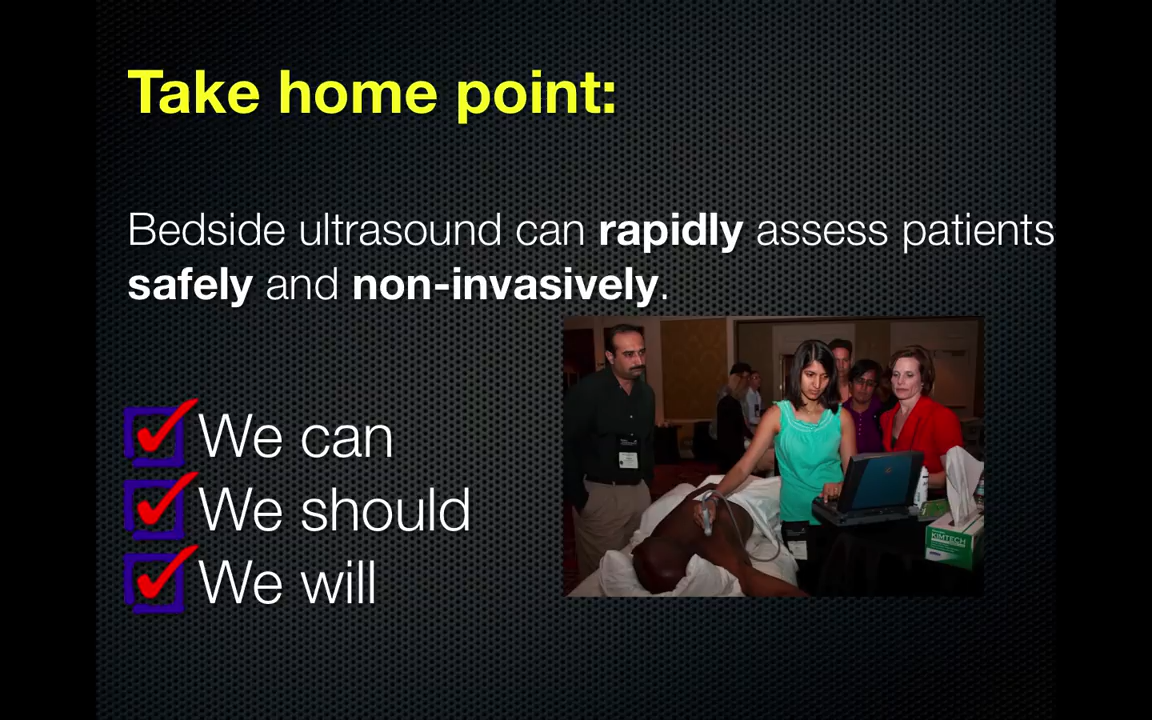 Take home point:
Bedside ultrasound can rapidly assess patients
safely and non-invasively.
We can
We should
We will
KIMTECH